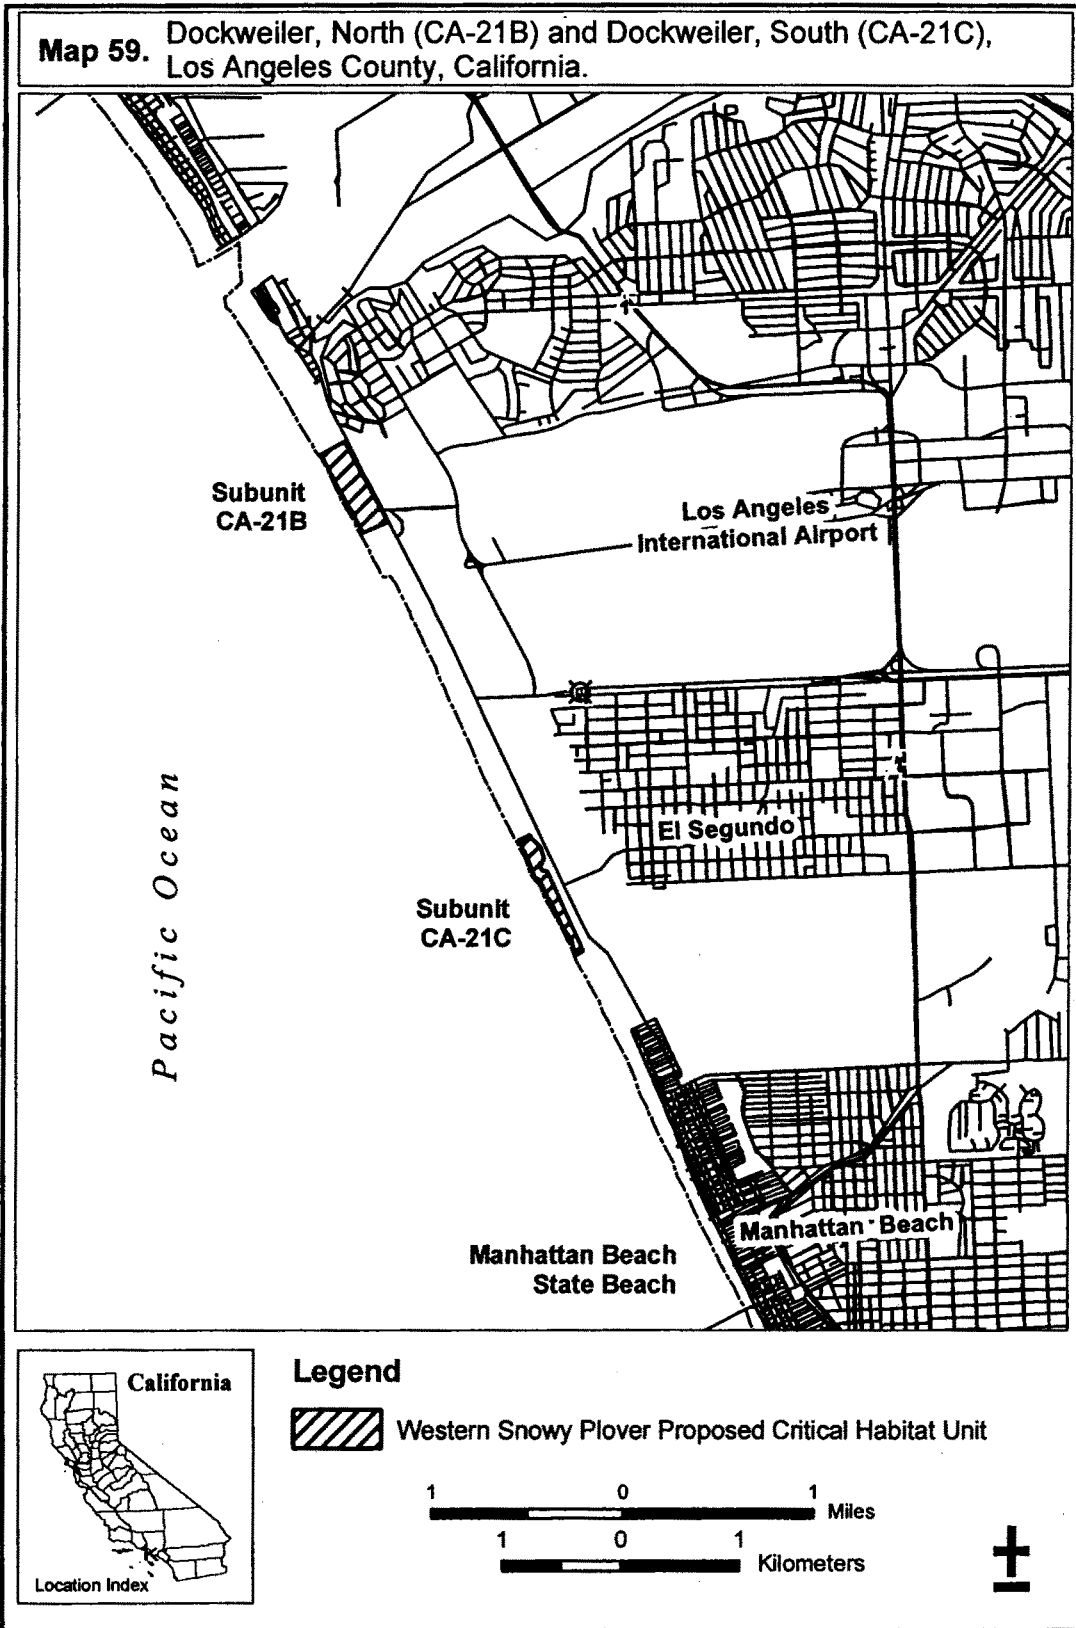 Map 59.
Dockweiler, North (CA-21B) and Dockweiler, South (CA-21C),
Los Angeles County, California.
Subunit
CA-21B
Los Angeles
International Airport
El Segundo
Subunit
CA-21C
Pacific Ocean
Manhattan Beach
Manhattan Beach
State Beach
California
Location Index
Legend
Western Snowy Plover Proposed Critical Habitat Unit
1 0 1
Miles
1 0 1
Kilometers